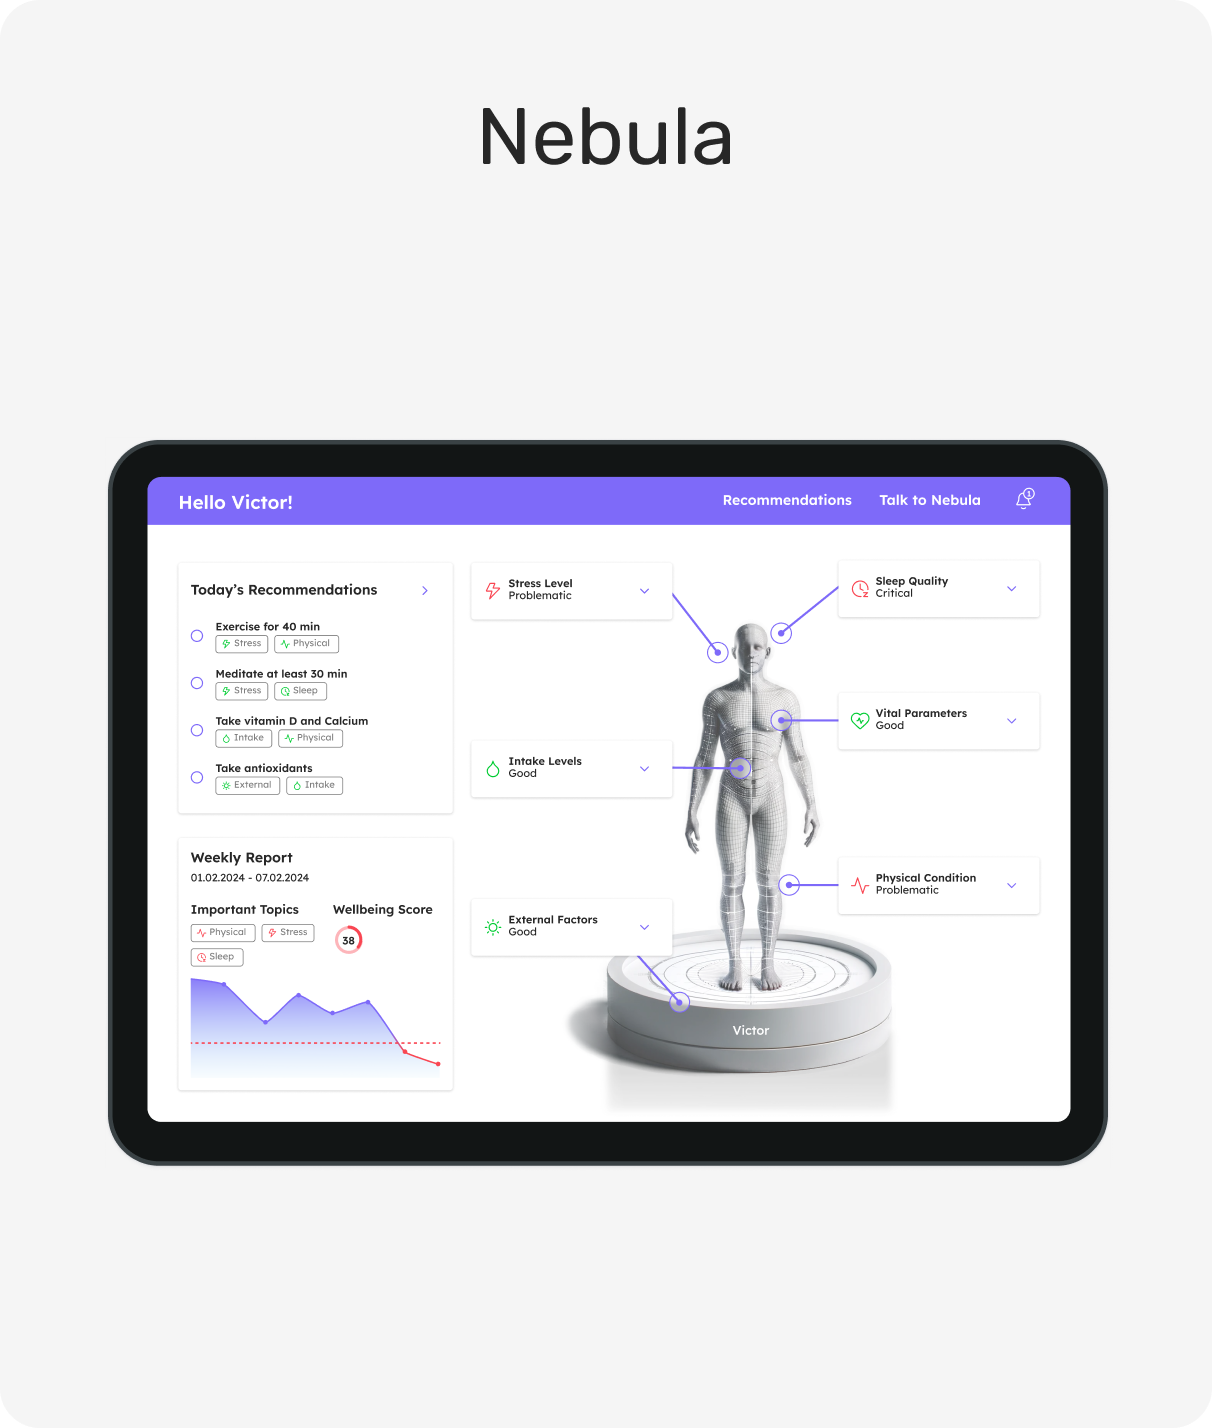 Nebula
Hello Victor!
Recommendations
Talk to Nebula
1
Today’s Recommendations
Exercise for 40 min
Stress
Physical
Meditate at least 30 min
Stress
Sleep
Take vitamin D and Calcium
Intake
Physical
Take antioxidants
External
Intake
Weekly Report
01.02.2024 - 07.02.2024
Important Topics
Physical
Stress
Sleep
Wellbeing Score
38
Stress Level
Problematic
Intake Levels
Good
External Factors
Good
Sleep Quality
Critical
Vital Parameters
Good
Physical Condition
Problematic
Victor